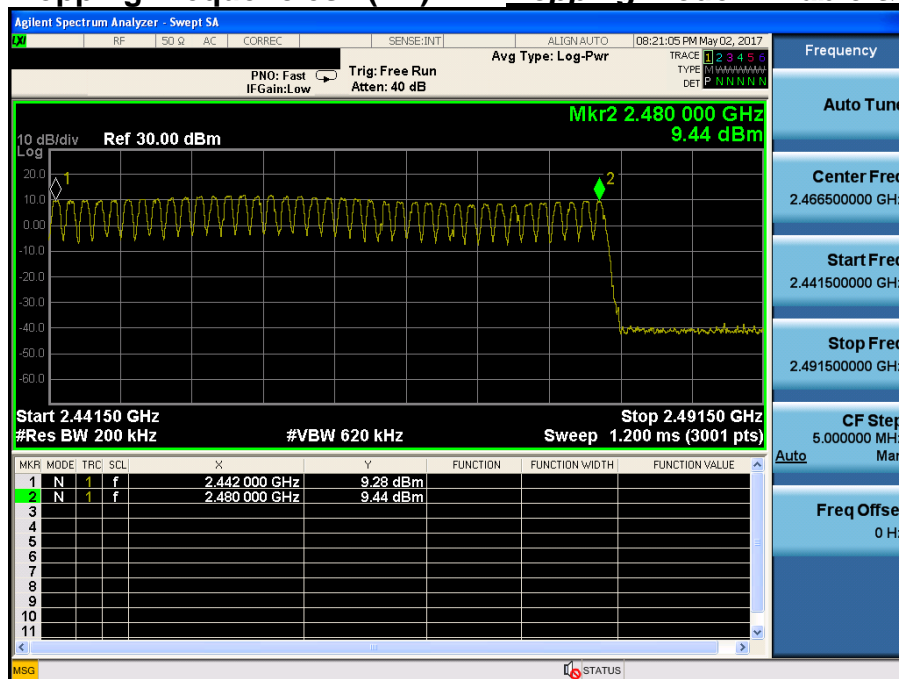 Agilent Spectrum Analyzer - Swept SA
LXI RF 50 Ω AC CORREC SENSE:INT ALIGN AUTO 08:21:05 PM May 02, 2017
Frequency
Avg Type: Log-Pwr TRACE 1 2 3 4 5 6
PNO: Fast Trig: Free Run TYPE M WWWWW
IFGain:Low Atten: 40 dB DET P N N N N N
Auto Tune
Mkr2 2.480 000 GHz
10 dB/div Ref 30.00 dBm 9.44 dBm
Log
20.0
10.0
0.00
-10.0
-20.0
-30.0
-40.0
-50.0
-60.0
1
2
Center Freq
2.466500000 GHz
Start Freq
2.441500000 GHz
Stop Freq
2.491500000 GHz
Start 2.44150 GHz Stop 2.49150 GHz
#Res BW 200 kHz #VBW 620 kHz Sweep 1.200 ms (3001 pts)
CF Step
5.000000 MHz
Auto Man
MKR MODE TRC SCL X Y FUNCTION FUNCTION WIDTH FUNCTION VALUE
1 N 1 f 2.442 000 GHz 9.28 dBm
2 N 1 f 2.480 000 GHz 9.44 dBm
3
4
5
6
7
8
9
10
11
Freq Offset
0 Hz
MSG STATUS